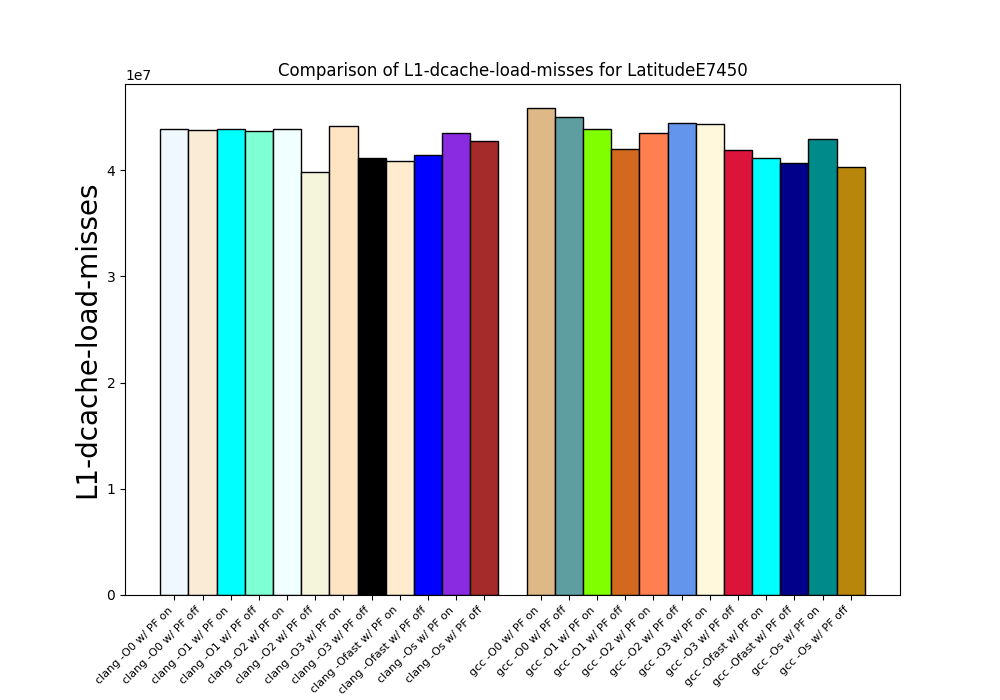 Comparison of L1-dcache-load-misses for LatitudeE7450
1e7
L1-dcache-load-misses
4
3
2
1
0
clang -O0 w/ PF on
clang -O0 w/ PF off
clang -O1 w/ PF on
clang -O1 w/ PF off
clang -O2 w/ PF on
clang -O2 w/ PF off
clang -O3 w/ PF on
clang -O3 w/ PF off
clang -Ofast w/ PF on
clang -Ofast w/ PF off
clang -Os w/ PF on
clang -Os w/ PF off
gcc -O0 w/ PF on
gcc -O0 w/ PF off
gcc -O1 w/ PF on
gcc -O1 w/ PF off
gcc -O2 w/ PF on
gcc -O2 w/ PF off
gcc -O3 w/ PF on
gcc -O3 w/ PF off
gcc -Ofast w/ PF on
gcc -Ofast w/ PF off
gcc -Os w/ PF on
gcc -Os w/ PF off